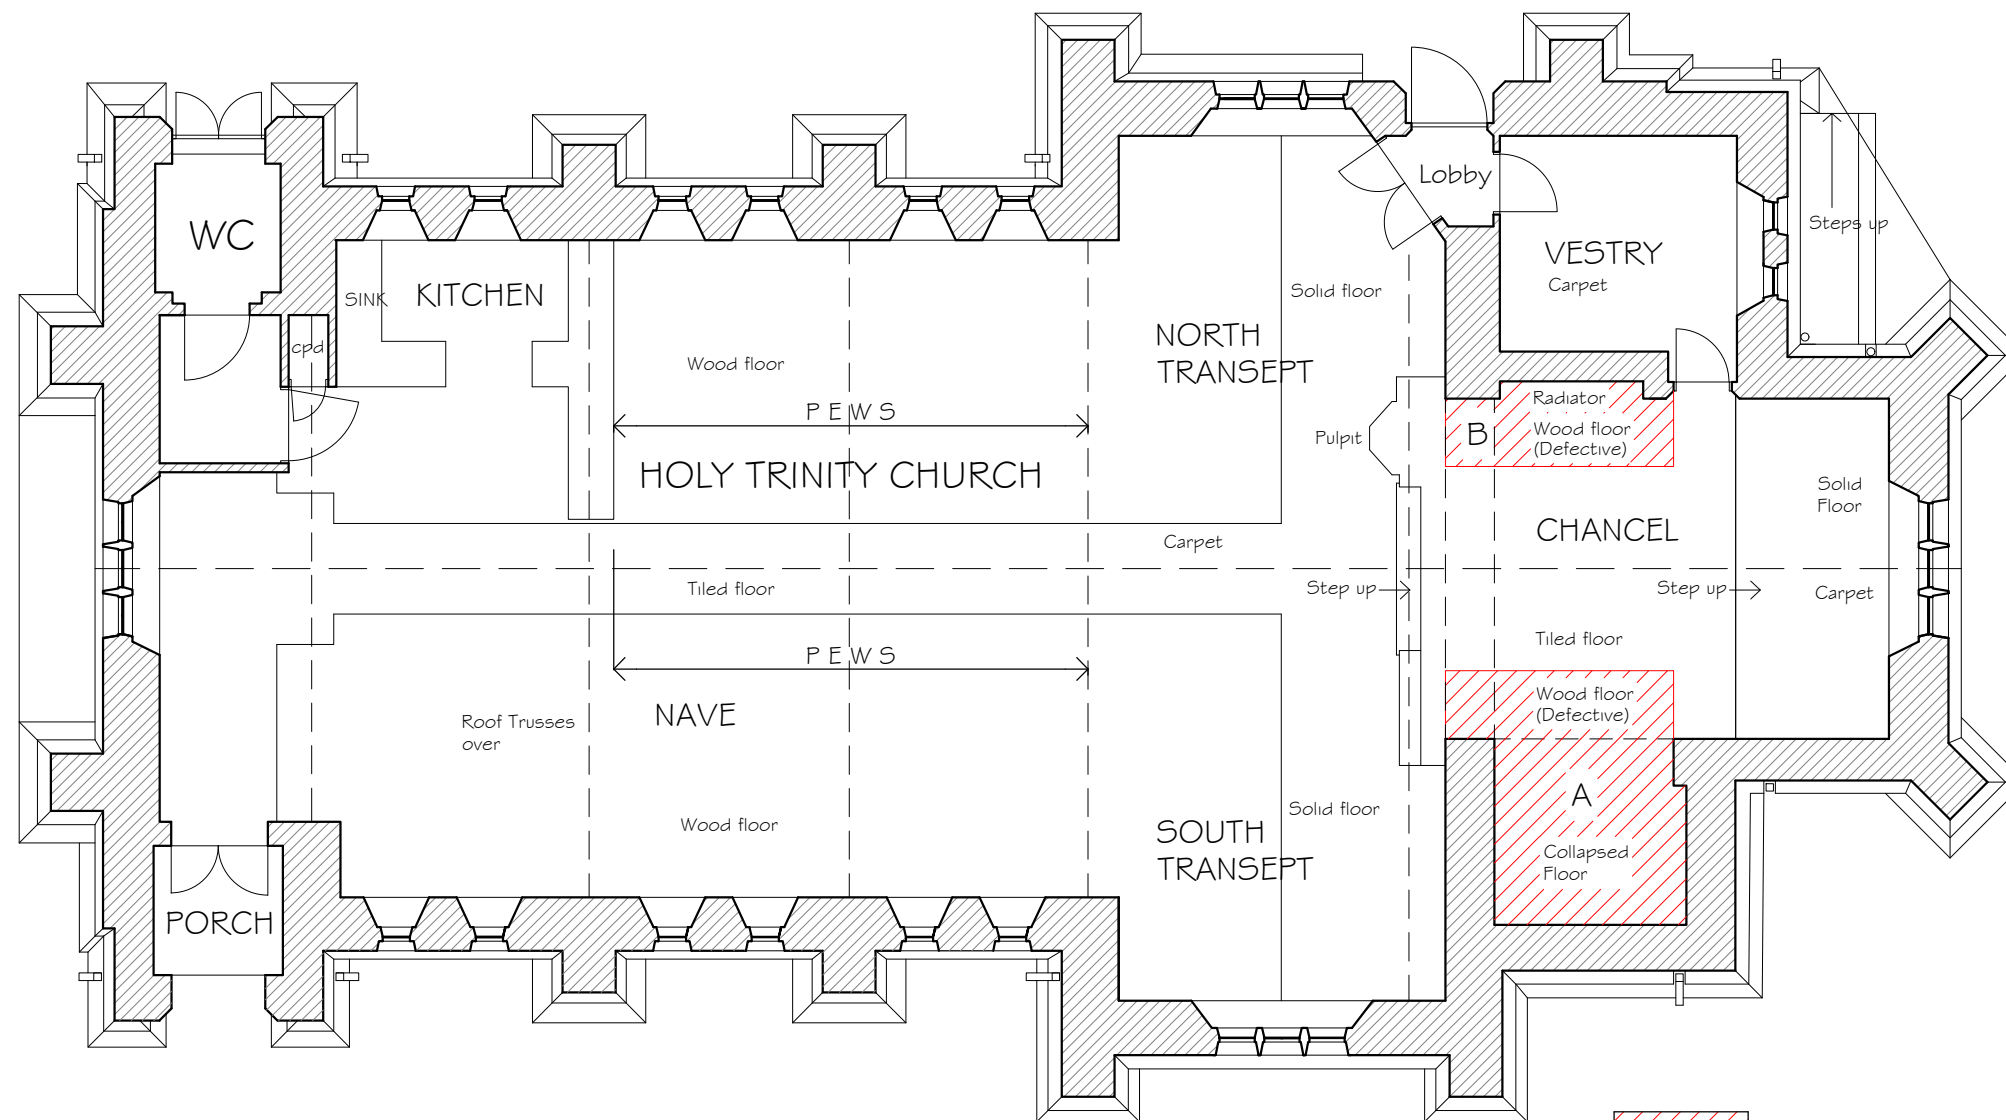 WC
Lobby
Steps up
VESTRY
Carpet
SINK
KITCHEN
Solid floor
cpd
Wood floor
NORTH
TRANSEPT
PEWS
Radiator
B
Wood floor
(Defective)
Pulpit
HOLY TRINITY CHURCH
Solid
Floor
CHANCEL
Carpet
Tiled floor
Step up
Step up
Carpet
Tiled floor
PEWS
Wood floor
(Defective)
NAVE
Roof Trusses
over
A
Solid floor
Wood floor
SOUTH
TRANSEPT
Collapsed
Floor
PORCH